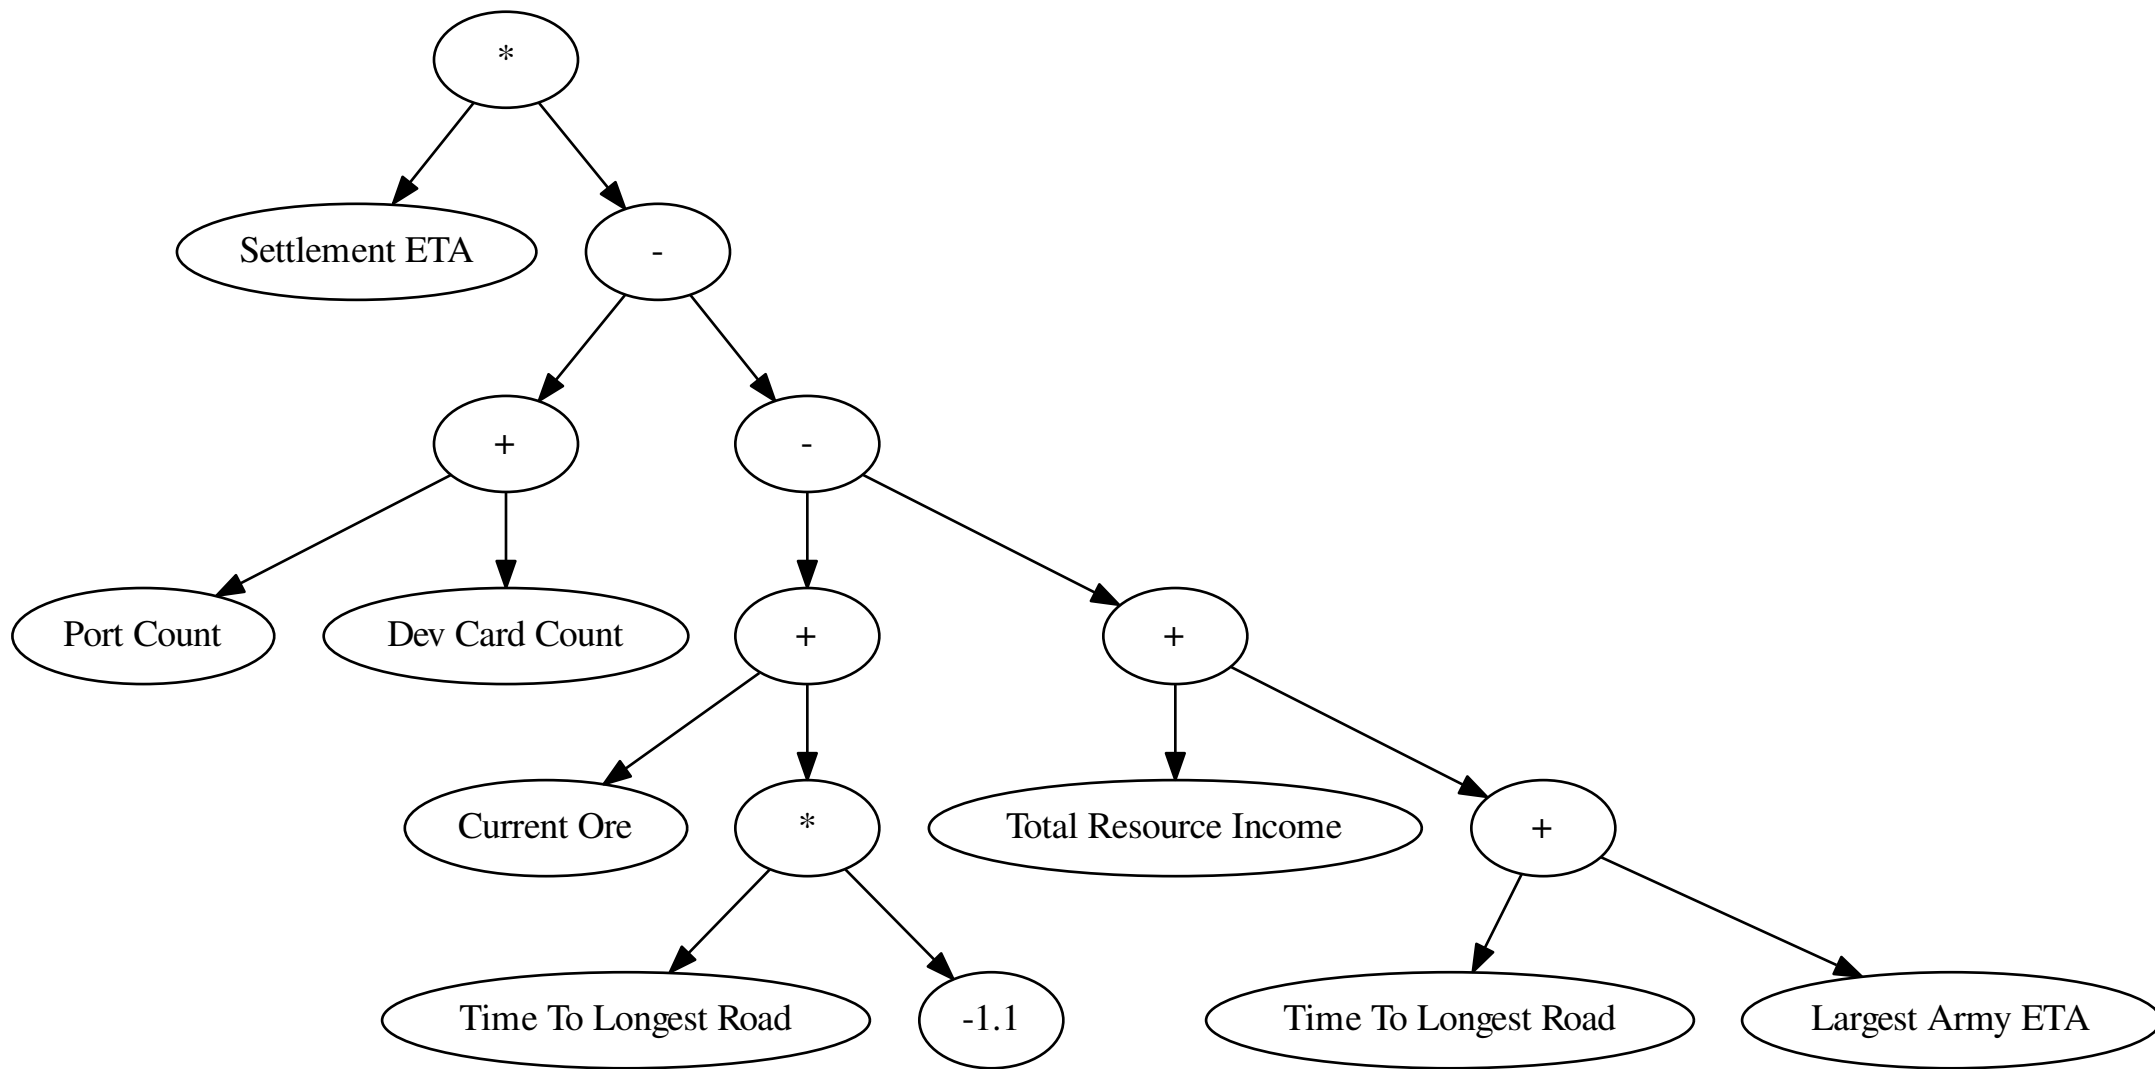 *
Settlement ETA
-
+
-
Port Count
Dev Card Count
+
+
Current Ore
*
Total Resource Income
+
Time To Longest Road
-1.1
Time To Longest Road
Largest Army ETA